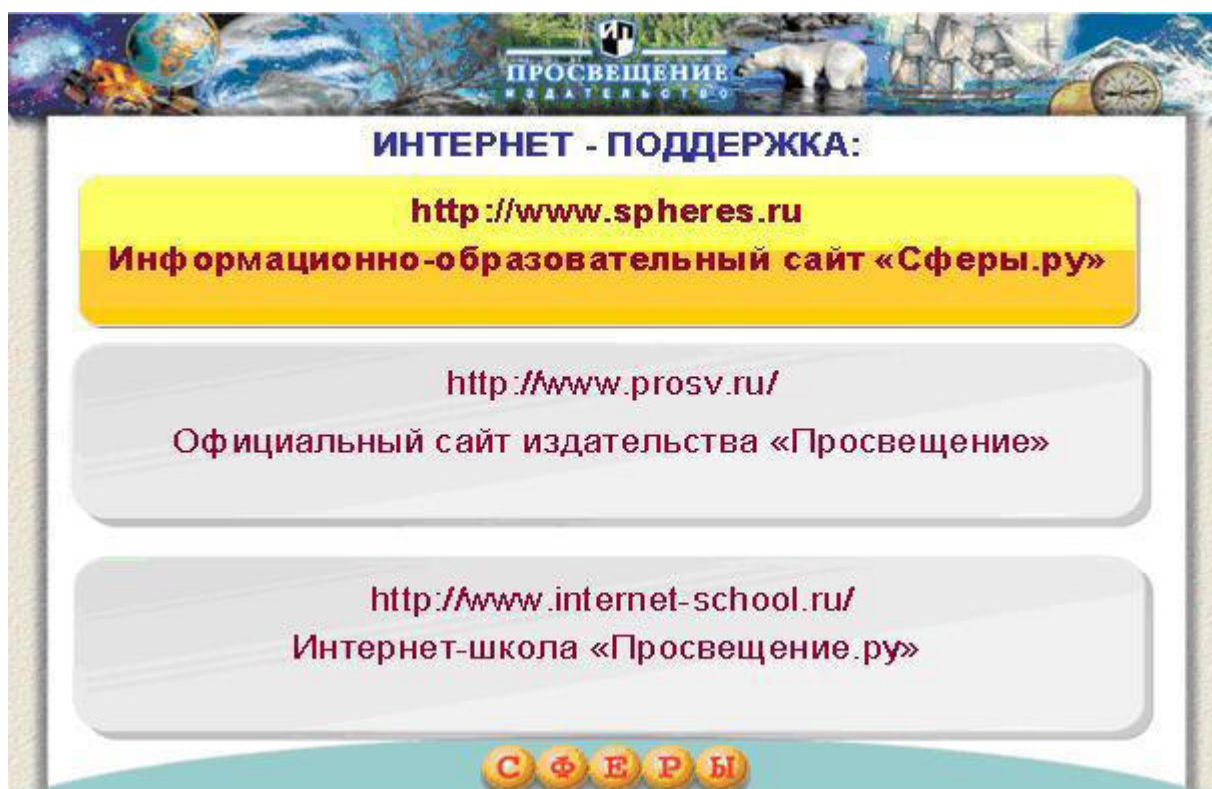 ПРОСВЕЩЕНИЕ
ИЗДАТЕЛЬСТВО
ИНТЕРНЕТ - ПОДДЕРЖКА:
http://www.spheres.ru
Информационно-образовательный сайт «Сферы.ру»
http://www.prosv.ru/
Официальный сайт издательства «Просвещение»
http://www.internet-school.ru/
Интернет-школа «Просвещение.ру»
СФЕРЫ